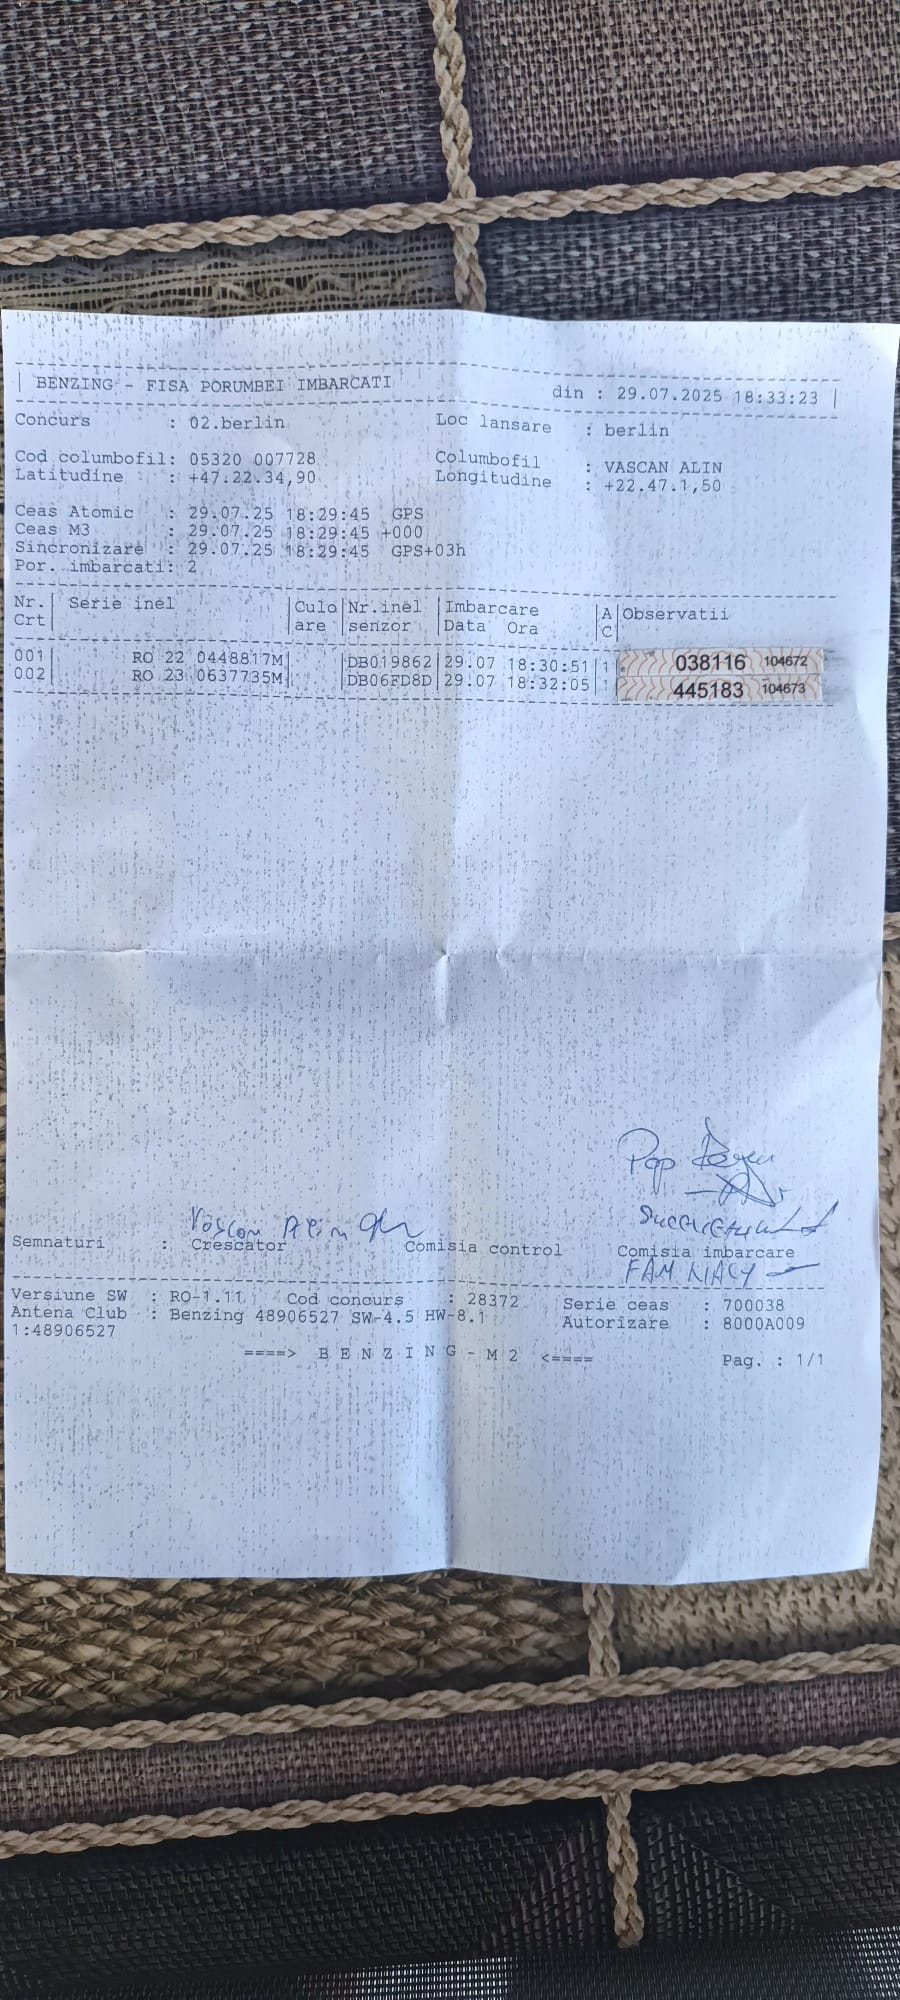 BENZING - FISA PORUMBEI IMBARCATI din : 29.07.2025 18:33:23
Concurs : 02.berlin Loc lansare : berlin
Cod columbofil: 05320 007728 Columbofil : VASCAN ALIN
Latitudine : +47.22.34,90 Longitudine : +22.47.1,50
Ceas Atomic : 29.07.25 18:29:45 GPS
Ceas M3 : 29.07.25 18:29:45 +000
Sincronizare : 29.07.25 18:29:45 GPS+03h
Por. imbarcati: 2
Nr. Serie inel Culo Nr.inel Imbarcare A Observatii
Crt are senzor Data Ora C
001 RO 22 0448817M DB019862 29.07 18:30:51 1 038116 104672
002 RO 23 0637735M DB06FD8D 29.07 18:32:05 1 445183 104673
Pop
Vascan Alin
Semnaturi : Crescator Comisia control Comisia imbarcare
FAM KIACY
Versiune SW : RO-1.11 Cod concurs : 28372 Serie ceas : 700038
Antena Club : Benzing 48906527 SW-4.5 HW-8.1 Autorizare : 8000A009
1:48906527
====> B E N Z I N G - M 2 <==== Pag. : 1/1